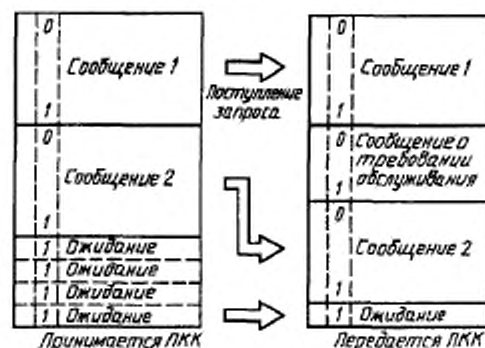 0
Сообщение 1
1
0
Сообщение 2
1
1 Ожидание
1 Ожидание
1 Ожидание
1 Ожидание
Принимается ПКК
Поступление
запроса
0
Сообщение 1
1
0 Сообщение о
требовании
1 обслуживания
0
Сообщение 2
1
1 Ожидание
Передается ПКК